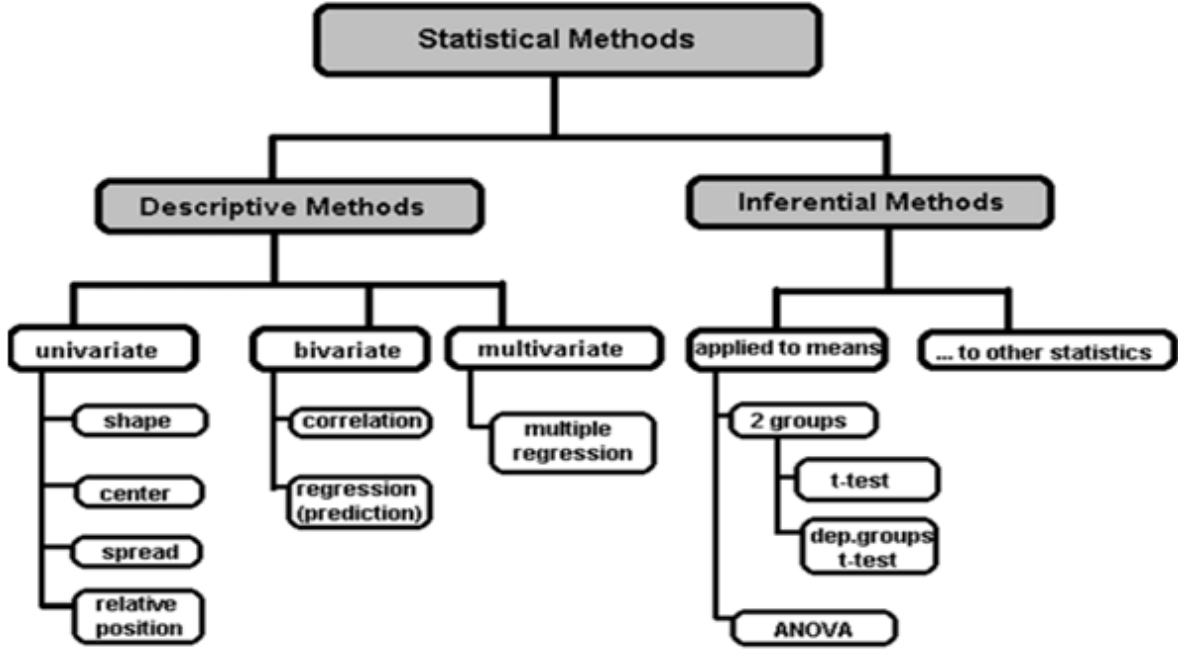 Statistical Methods
Descriptive Methods
Inferential Methods
univariate
bivariate
multivariate
applied to means
... to other statistics
shape
center
spread
relative
position
correlation
regression
(prediction)
multiple
regression
2 groups
t-test
dep.groups
t-test
ANOVA